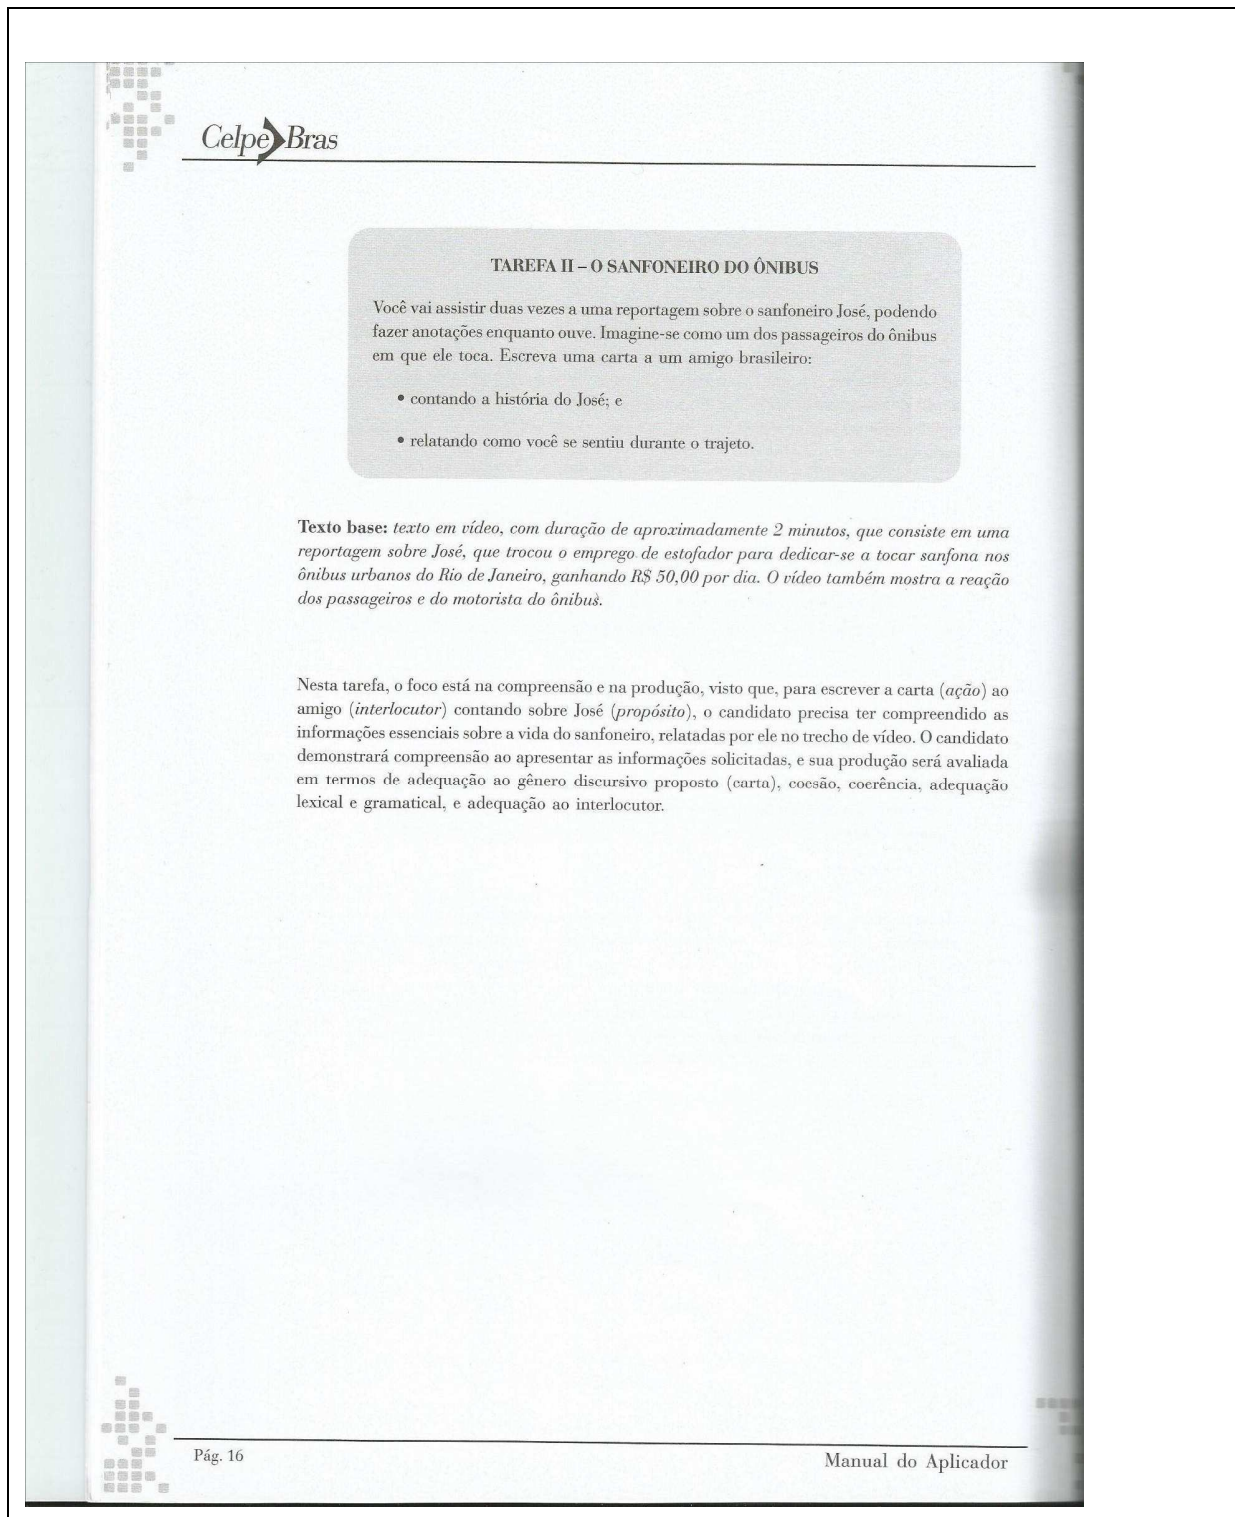 Celpe Bras
TAREFA II – O SANFONEIRO DO ÔNIBUS
Você vai assistir duas vezes a uma reportagem sobre o sanfoneiro José, podendo
fazer anotações enquanto ouve. Imagine-se como um dos passageiros do ônibus
em que ele toca. Escreva uma carta a um amigo brasileiro:
• contando a história do José; e
• relatando como você se sentiu durante o trajeto.
Texto base: texto em vídeo, com duração de aproximadamente 2 minutos, que consiste em uma
reportagem sobre José, que trocou o emprego de estofador para dedicar-se a tocar sanfona nos
ônibus urbanos do Rio de Janeiro, ganhando R$ 50,00 por dia. O vídeo também mostra a reação
dos passageiros e do motorista do ônibus.
Nesta tarefa, o foco está na compreensão e na produção, visto que, para escrever a carta (ação) ao
amigo (interlocutor) contando sobre José (propósito), o candidato precisa ter compreendido as
informações essenciais sobre a vida do sanfoneiro, relatadas por ele no trecho de vídeo. O candidato
demonstrará compreensão ao apresentar as informações solicitadas, e sua produção será avaliada
em termos de adequação ao gênero discursivo proposto (carta), coesão, coerência, adequação
lexical e gramatical, e adequação ao interlocutor.
Pág. 16
Manual do Aplicador